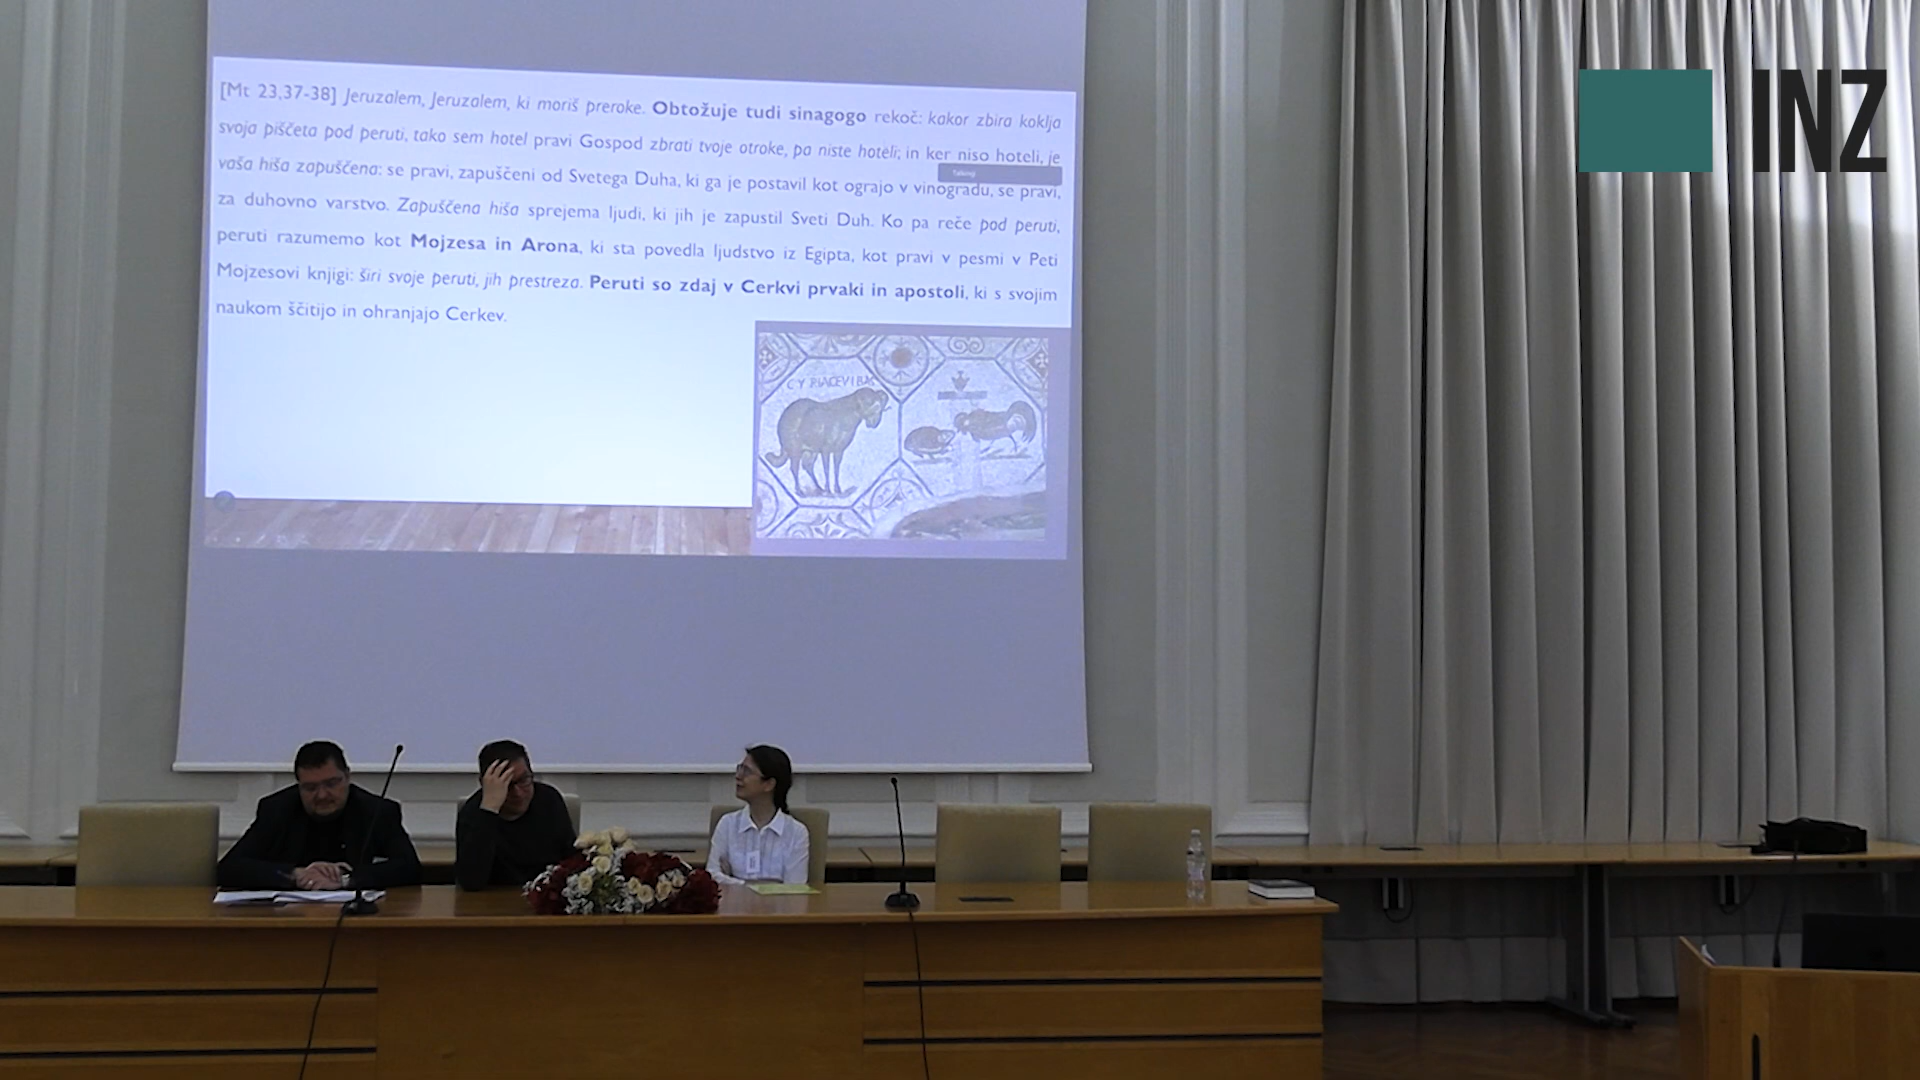 [Mt 23,37-38] Jeruzalem, Jeruzalem, ki moriš preroke. Obtožuje tudi sinagogo rekoč: kakor zbira koklja
svoja piščeta pod peruti, tako sem hotel pravi Gospod zbrati tvoje otroke, pa niste hoteli; in ker niso hoteli, je
vaša hiša zapuščena: se pravi, zapuščeni od Svetega Duha, ki ga je postavil kot ograjo v vinogradu, se pravi,
za duhovno varstvo. Zapuščena hiša sprejema ljudi, ki jih je zapustil Sveti Duh. Ko pa reče pod peruti,
peruti razumemo kot Mojzesa in Arona, ki sta povedla ljudstvo iz Egipta, kot pravi v pesmi v Peti
Mojzesovi knjigi: širi svoje peruti, jih prestreza. Peruti so zdaj v Cerkvi prvaki in apostoli, ki s svojim
naukom ščitijo in ohranjajo Cerkev.
INZ